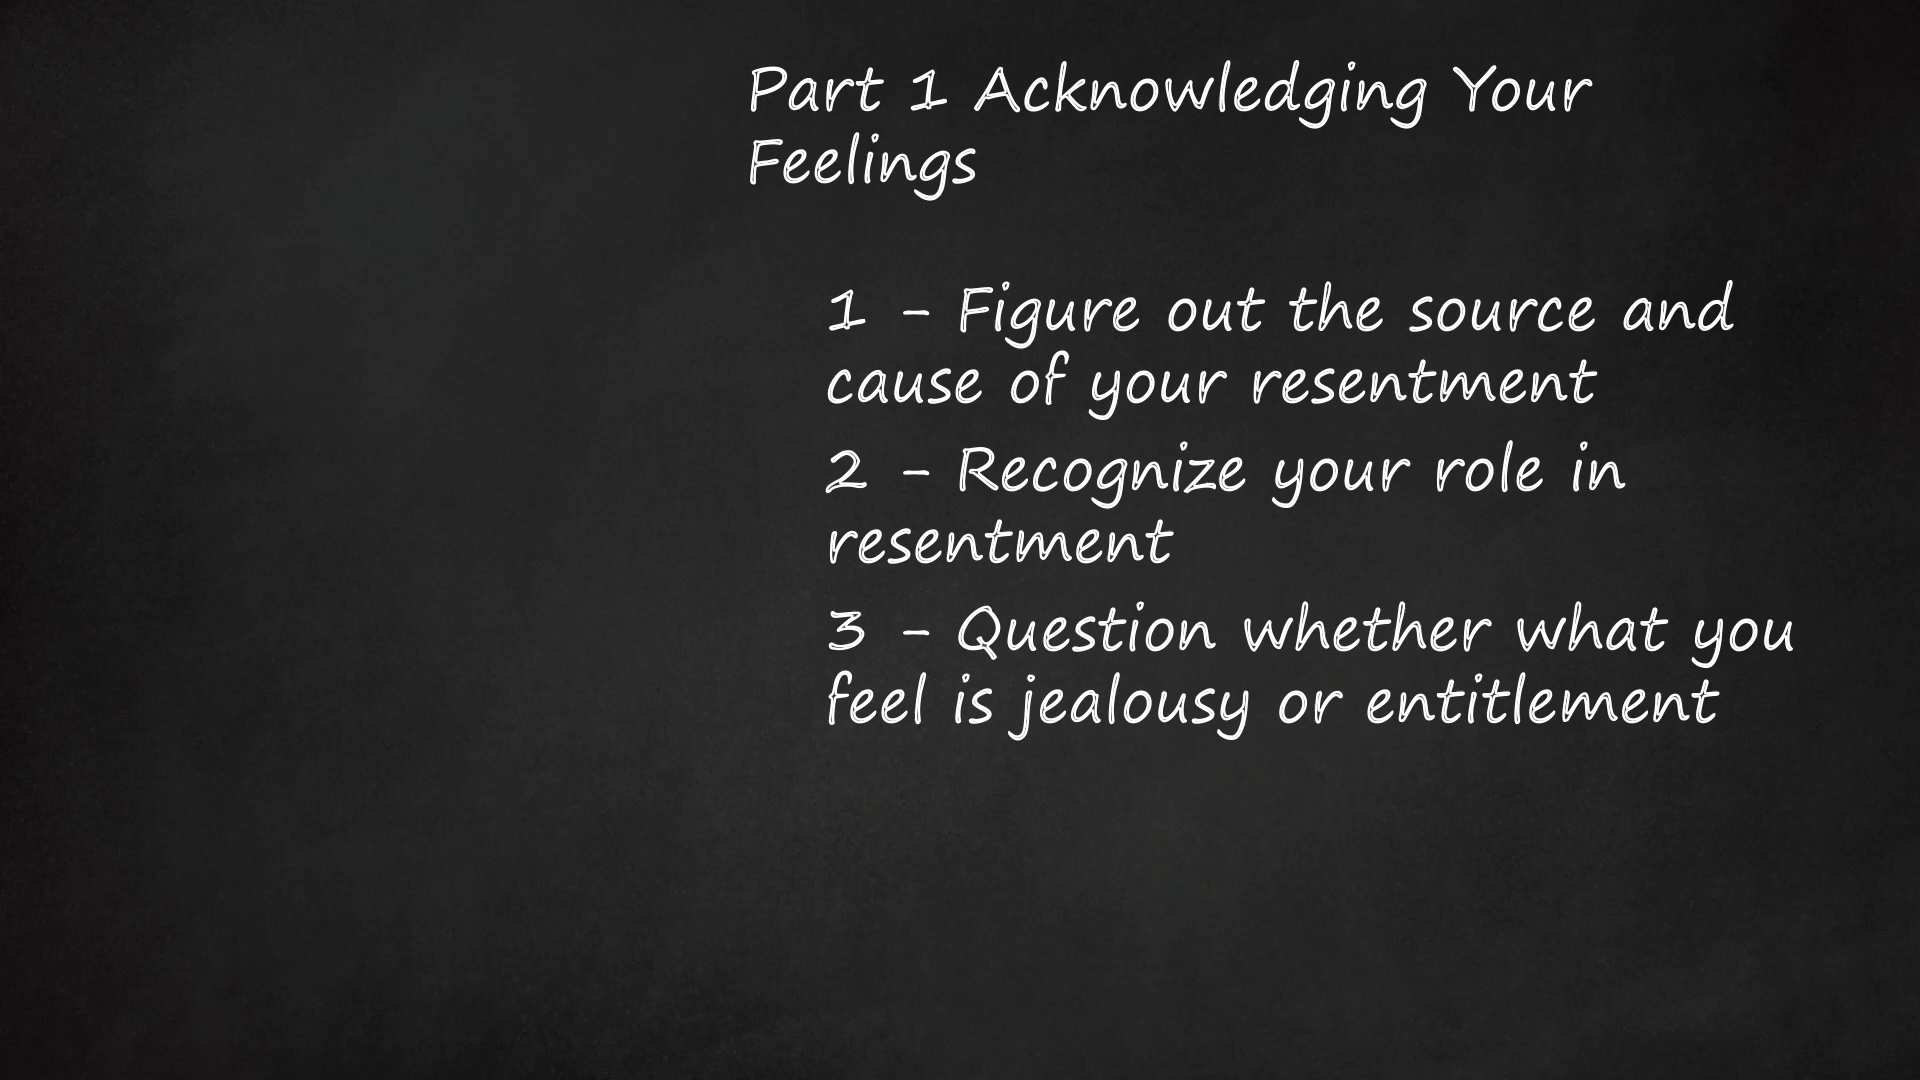 Part 1 Acknowledging Your
Feelings
1 - Figure out the source and
cause of your resentment
2 - Recognize your role in
resentment
3 - Question whether what you
feel is jealousy or entitlement